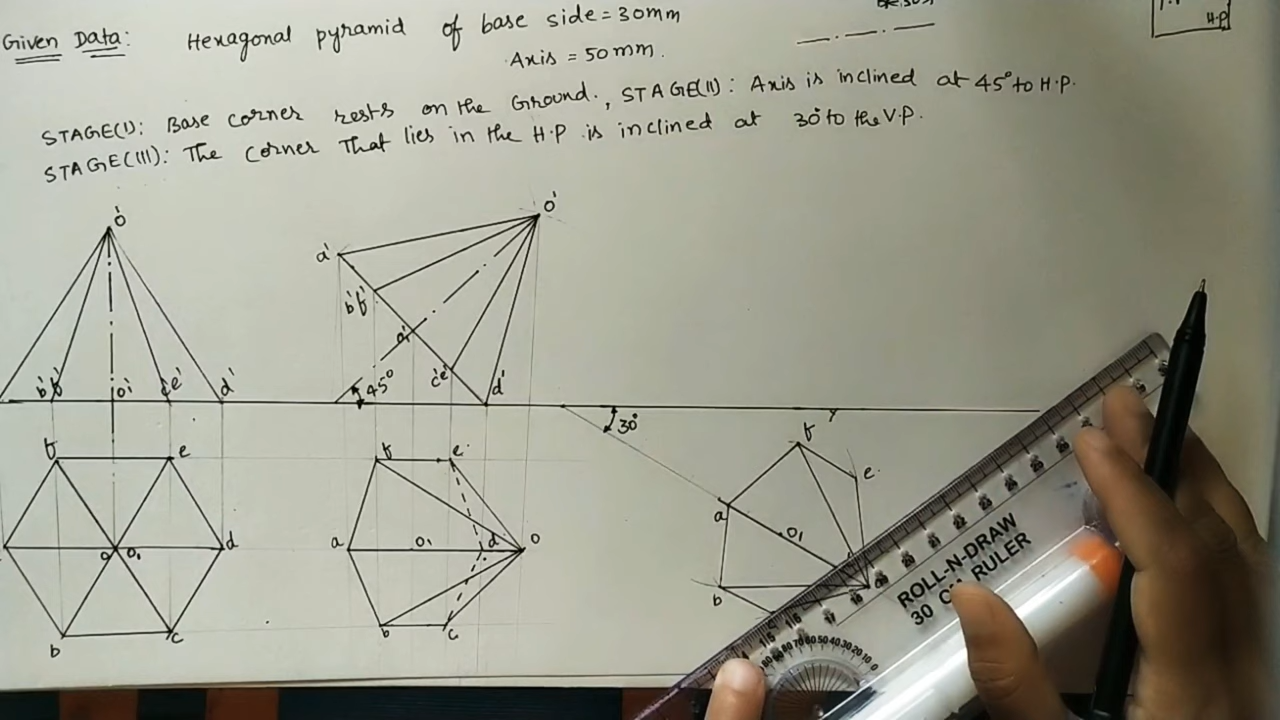 Given Data: Hexagonal pyramid of base side = 30mm
Axis = 50mm.
H.P
STAGE(I): Base corner rests on the Ground., STAGE(II): Axis is inclined at 45° to H.P.
STAGE(III): The corner That lies in the H.P is inclined at 30° to the V.P.
o' o'
a'
b'f'
o'
b'f' o' c'e' d' 45° c'e' d'
30°
f e f e f
e
a
o o₁ d a o₁ d o o₁
b c b c b
ROLL-N-DRAW
30 CM RULER